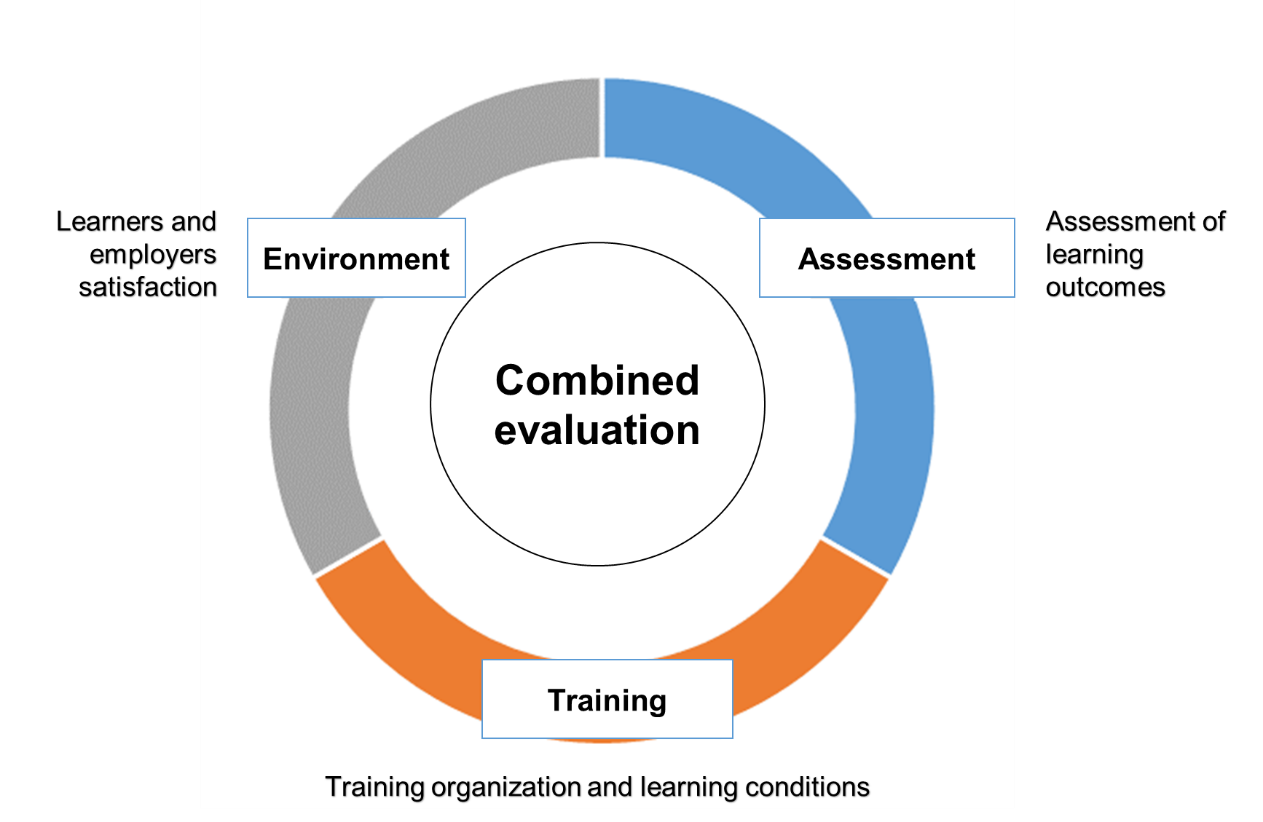 Learners and
employers
satisfaction
Environment
Assessment
Assessment of
learning
outcomes
Combined
evaluation
Training
Training organization and learning conditions